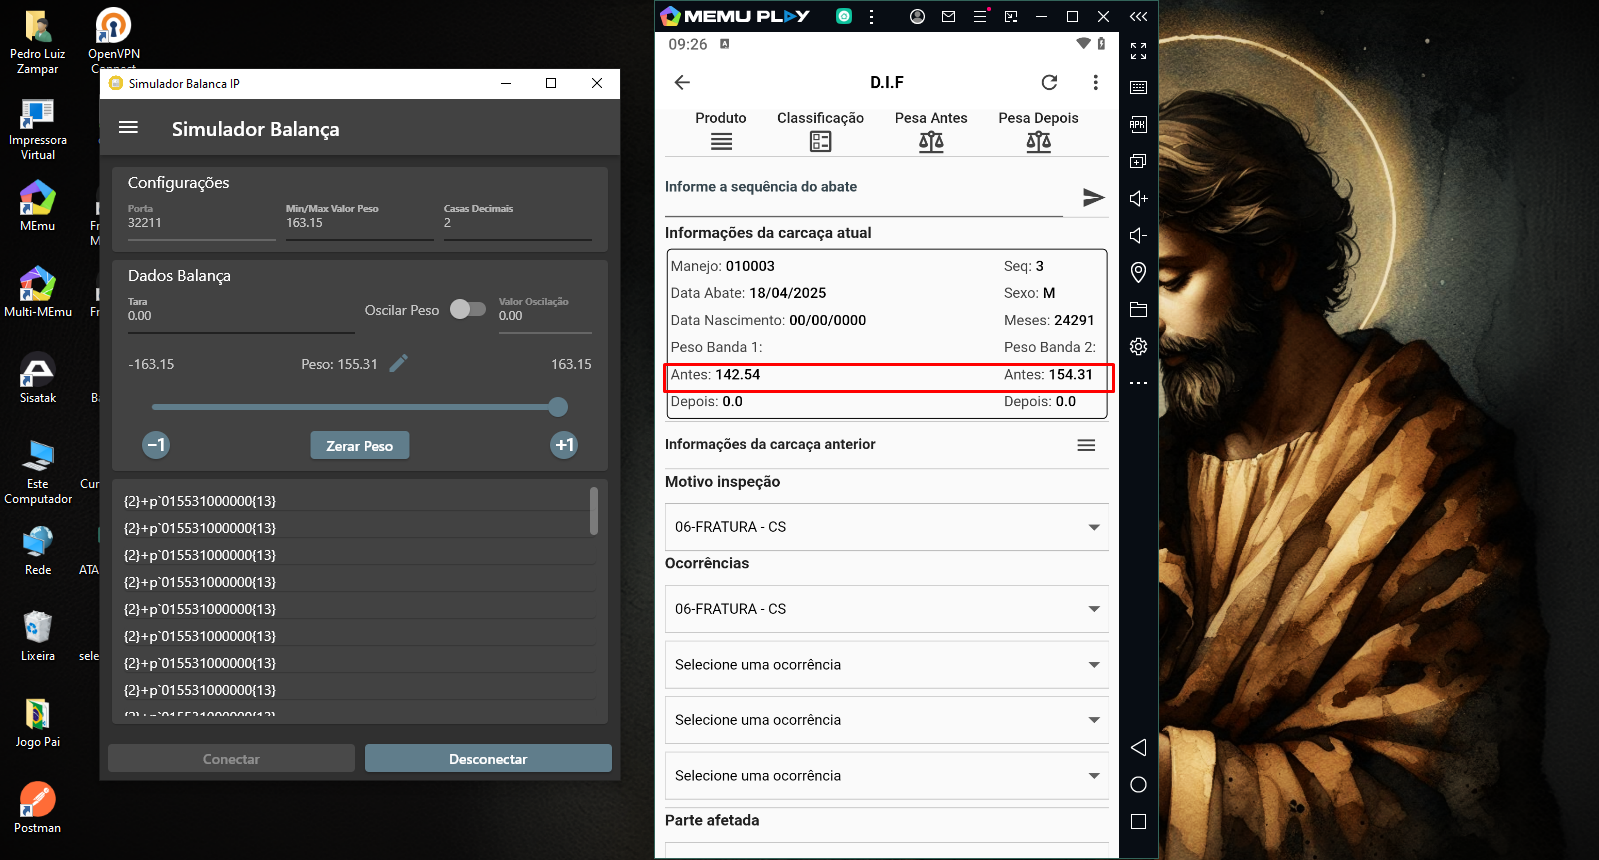 Pedro Luiz
Zampar
OpenVPN
Connect
Impressora
Virtual
MEmu
Multi-MEmu
Sisatak
Este
Computador
Rede
Lixeira
Jogo Pai
Postman
Simulador Balanca IP
Simulador Balança
Configurações
Porta
32211
Min/Max Valor Peso
163.15
Casas Decimais
2
Dados Balança
Tara
0.00
Oscilar Peso
Valor Oscilação
0.00
-163.15
Peso: 155.31
163.15
−1
Zerar Peso
+1
{2}+p`015531000000{13}
{2}+p`015531000000{13}
{2}+p`015531000000{13}
{2}+p`015531000000{13}
{2}+p`015531000000{13}
{2}+p`015531000000{13}
{2}+p`015531000000{13}
{2}+p`015531000000{13}
{2}+p`015531000000{13}
Conectar
Desconectar
MEMU PLAY
09:26
D.I.F
Produto
Classificação
Pesa Antes
Pesa Depois
Informe a sequência do abate
Informações da carcaça atual
Manejo: 010003 Seq: 3
Data Abate: 18/04/2025 Sexo: M
Data Nascimento: 00/00/0000 Meses: 24291
Peso Banda 1: Peso Banda 2:
Antes: 142.54 Antes: 154.31
Depois: 0.0 Depois: 0.0
Informações da carcaça anterior
Motivo inspeção
06-FRATURA - CS
Ocorrências
06-FRATURA - CS
Selecione uma ocorrência
Selecione uma ocorrência
Selecione uma ocorrência
Parte afetada
APK